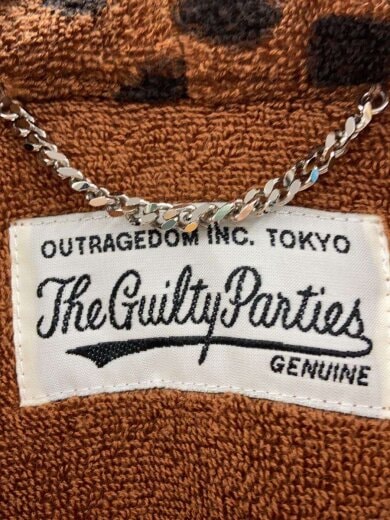 OUTRAGEDOM INC. TOKYO
The Guilty Parties
GENUINE